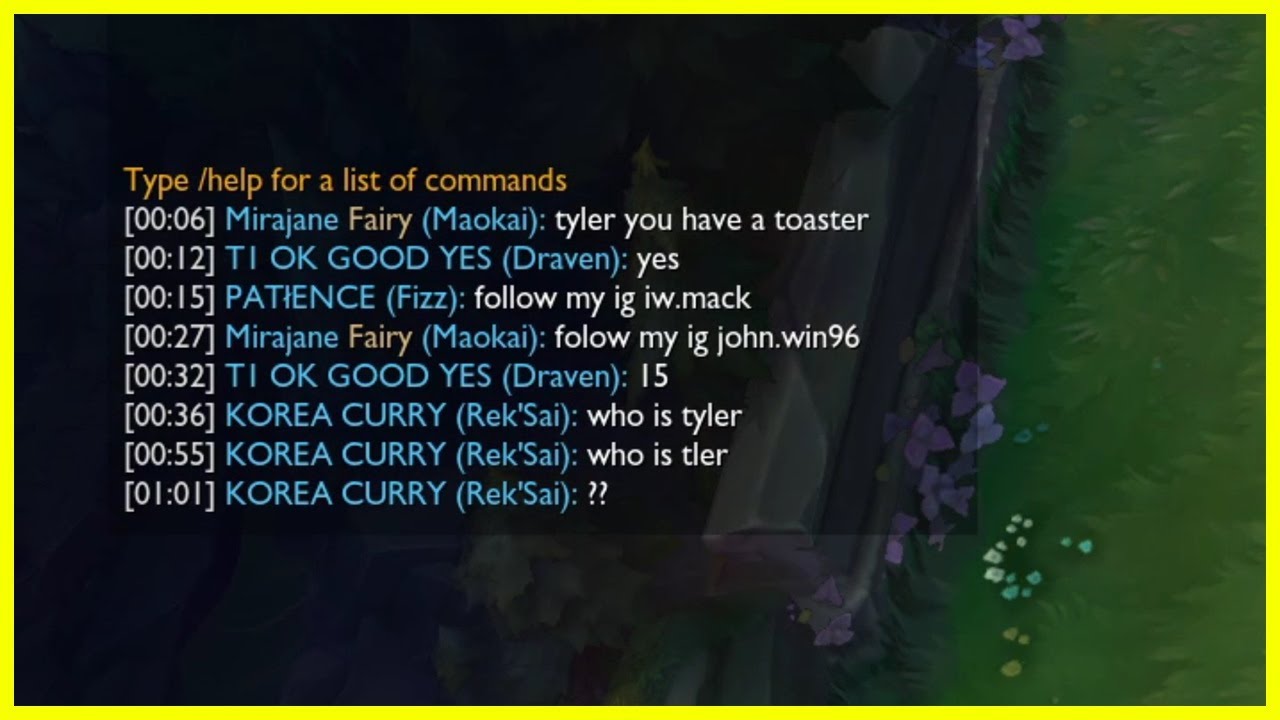 Type /help for a list of commands
[00:06] Mirajane Fairy (Maokai): tyler you have a toaster
[00:12] T1 OK GOOD YES (Draven): yes
[00:15] PATłENCE (Fizz): follow my ig iw.mack
[00:27] Mirajane Fairy (Maokai): folow my ig john.win96
[00:32] T1 OK GOOD YES (Draven): 15
[00:36] KOREA CURRY (Rek'Sai): who is tyler
[00:55] KOREA CURRY (Rek'Sai): who is tler
[01:01] KOREA CURRY (Rek'Sai): ??